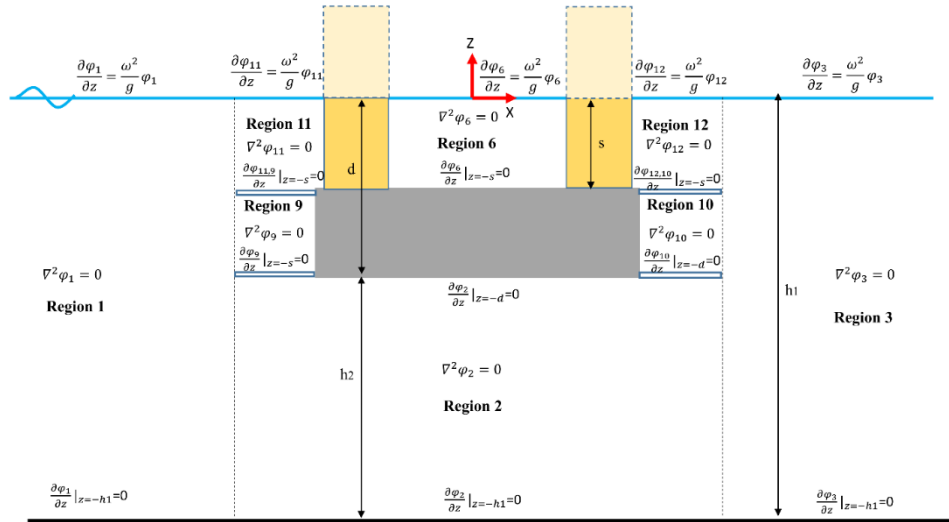 Z
∂φ₁/∂z = ω²/g φ₁
∂φ₁₁/∂z = ω²/g φ₁₁
∂φ₆/∂z = ω²/g φ₆
∂φ₁₂/∂z = ω²/g φ₁₂
∂φ₃/∂z = ω²/g φ₃
X
Region 11
∇²φ₁₁ = 0
∂φ₁₁,₉/∂z |z=−s=0
∇²φ₆ = 0
Region 6
∂φ₆/∂z |z=−s=0
Region 12
∇²φ₁₂ = 0
∂φ₁₂,₁₀/∂z |z=−s=0
d
s
Region 9
∇²φ₉ = 0
∂φ₉/∂z |z=−s=0
Region 10
∇²φ₁₀ = 0
∂φ₁₀/∂z |z=−d=0
∇²φ₁ = 0
Region 1
∂φ₂/∂z |z=−d=0
h1
∇²φ₃ = 0
Region 3
h2
∇²φ₂ = 0
Region 2
∂φ₁/∂z |z=−h1=0
∂φ₂/∂z |z=−h1=0
∂φ₃/∂z |z=−h1=0